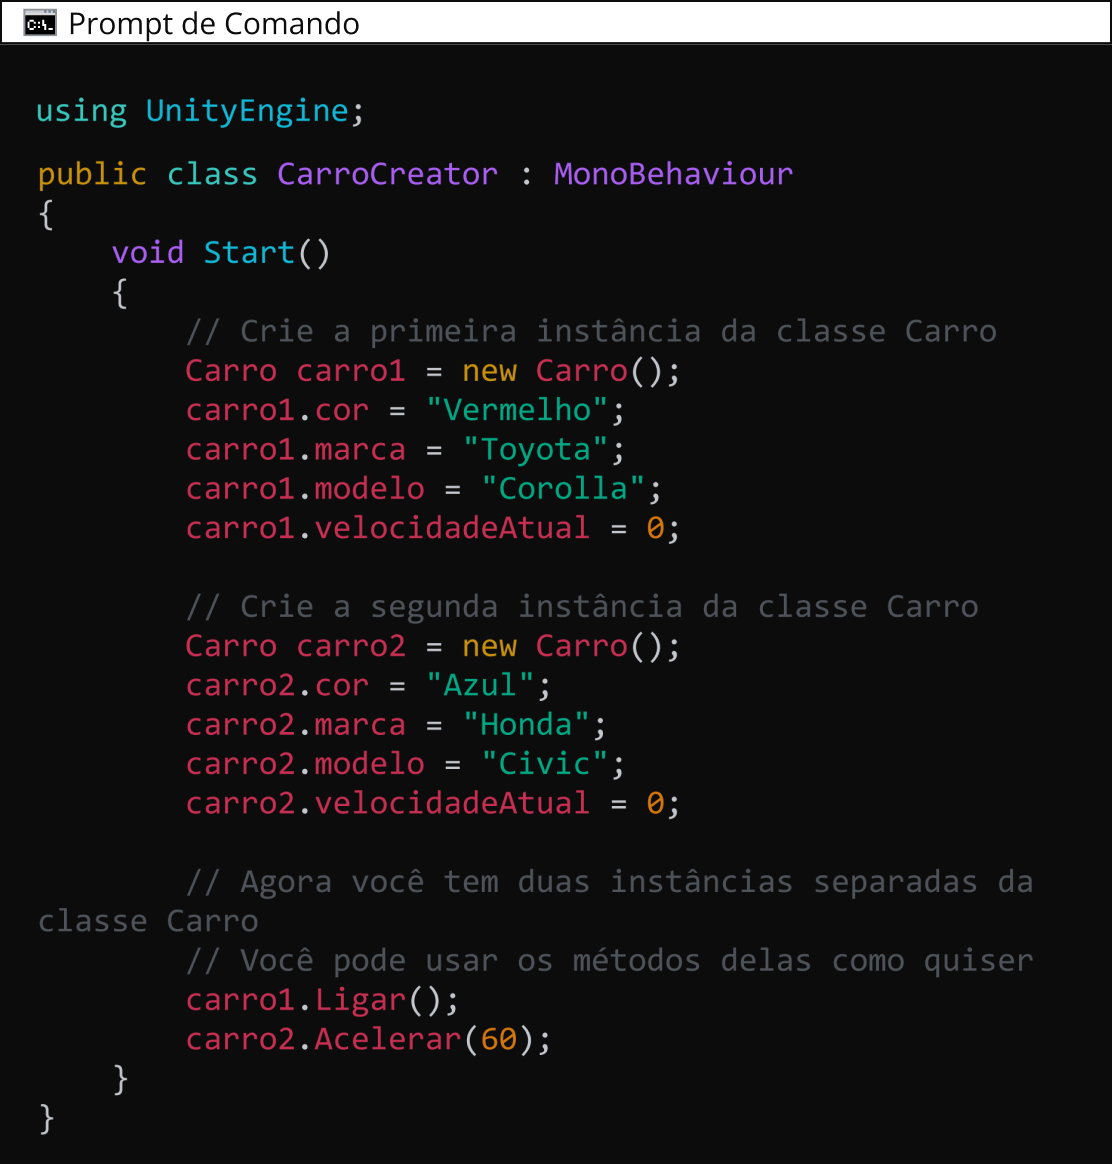 C:\_ Prompt de Comando
using UnityEngine;
public class CarroCreator : MonoBehaviour
{
    void Start()
    {
        // Crie a primeira instância da classe Carro
        Carro carro1 = new Carro();
        carro1.cor = "Vermelho";
        carro1.marca = "Toyota";
        carro1.modelo = "Corolla";
        carro1.velocidadeAtual = 0;
        // Crie a segunda instância da classe Carro
        Carro carro2 = new Carro();
        carro2.cor = "Azul";
        carro2.marca = "Honda";
        carro2.modelo = "Civic";
        carro2.velocidadeAtual = 0;
        // Agora você tem duas instâncias separadas da
classe Carro
        // Você pode usar os métodos delas como quiser
        carro1.Ligar();
        carro2.Acelerar(60);
    }
}